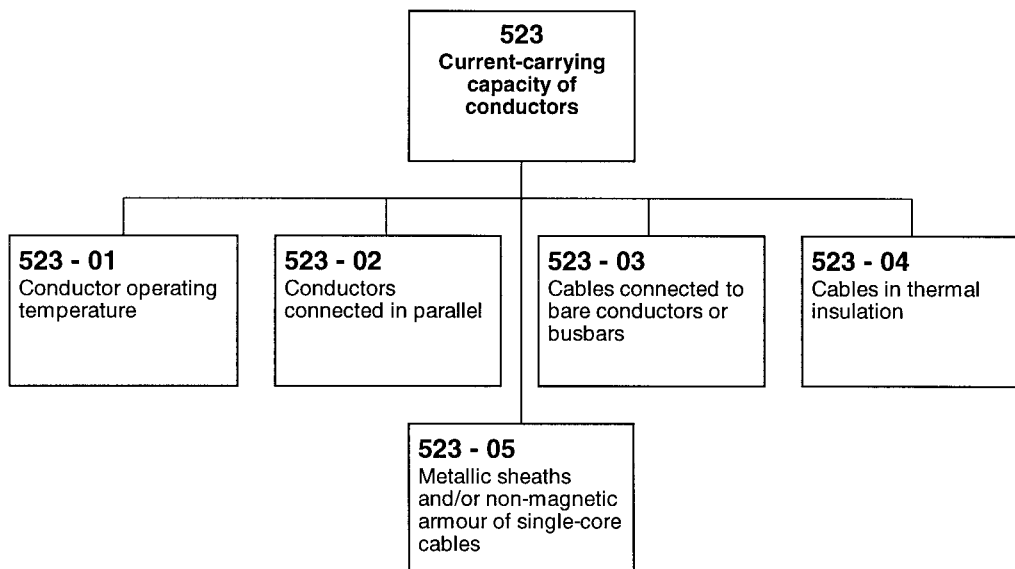 523
Current-carrying
capacity of
conductors
523 - 01
Conductor operating
temperature
523 - 02
Conductors
connected in parallel
523 - 03
Cables connected to
bare conductors or
busbars
523 - 04
Cables in thermal
insulation
523 - 05
Metallic sheaths
and/or non-magnetic
armour of single-core
cables